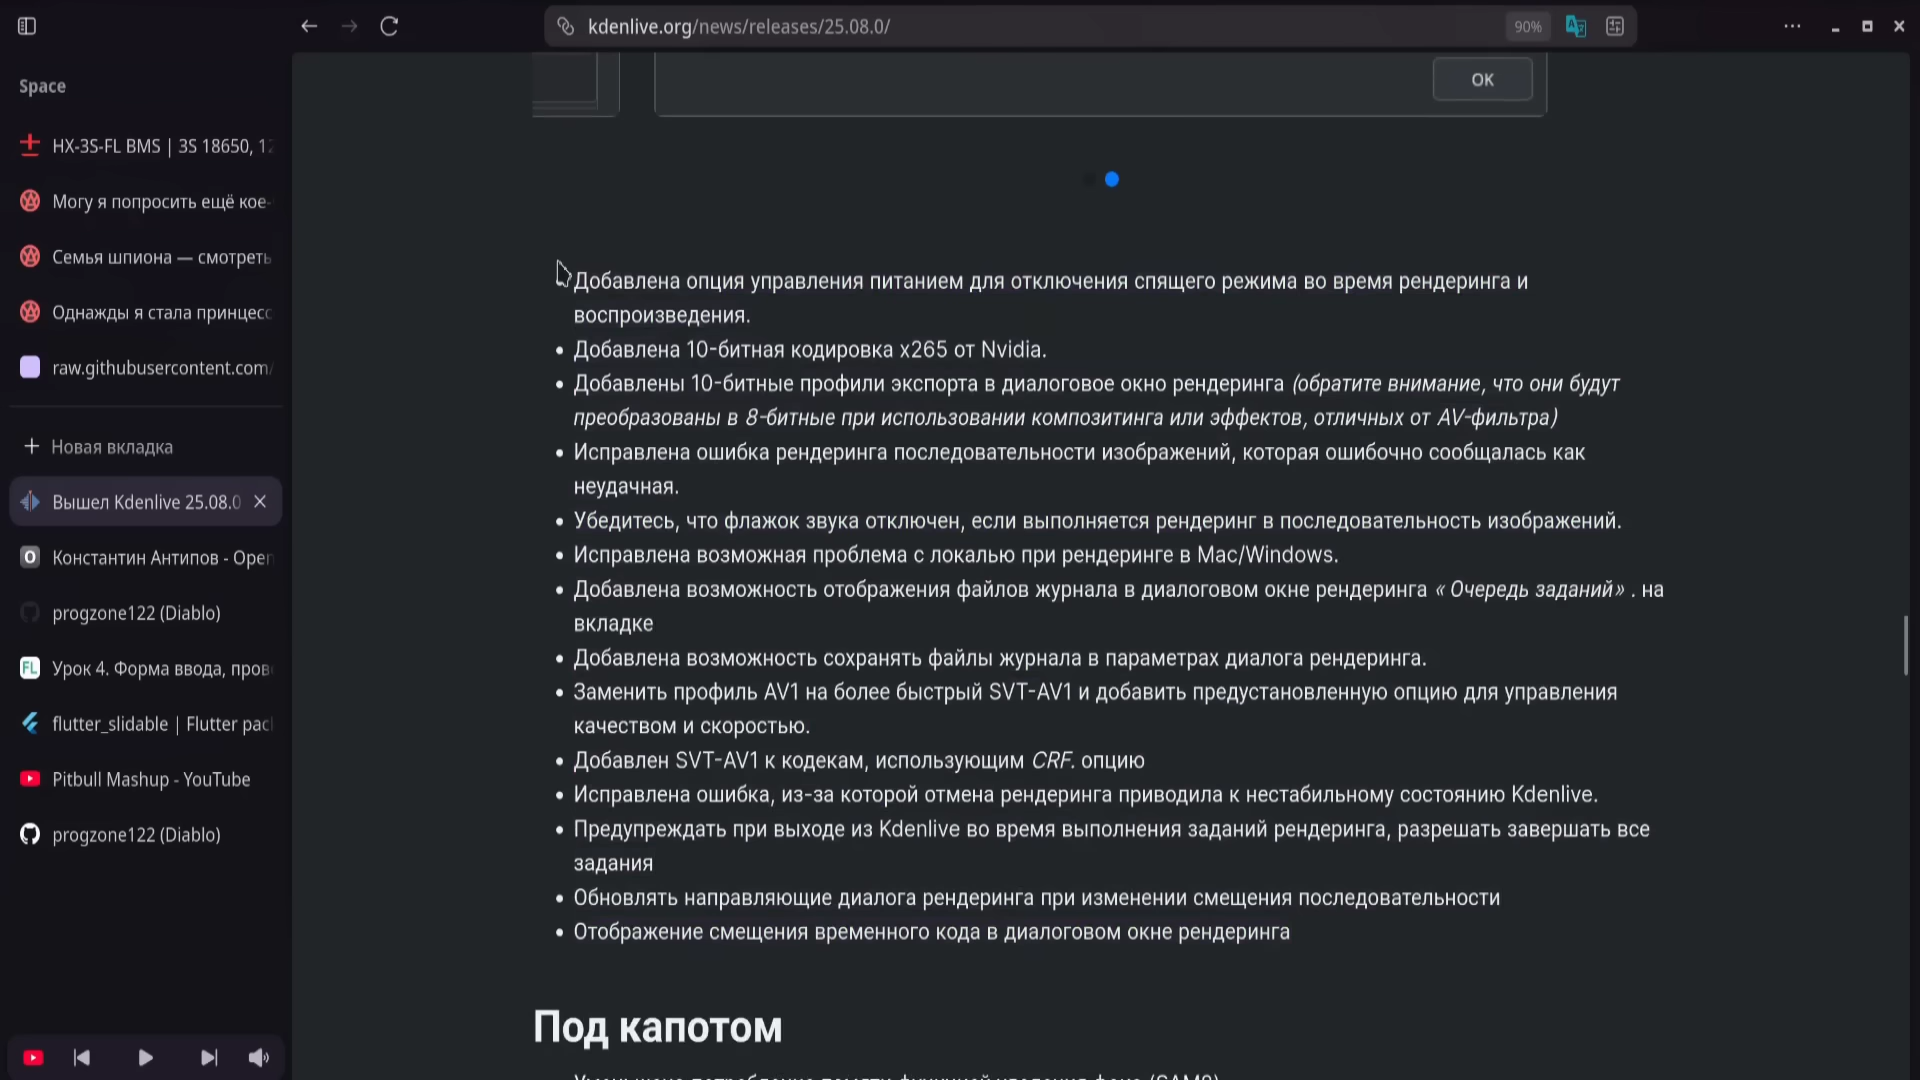 kdenlive.org/news/releases/25.08.0/
90%
Space
HX-3S-FL BMS | 3S 18650, 12
Могу я попросить ещё кое-
Семья шпиона — смотреть
Однажды я стала принцесс
raw.githubusercontent.com/
Новая вкладка
Вышел Kdenlive 25.08.0
Константин Антипов - Open
progzone122 (Diablo)
Урок 4. Форма ввода, пров
flutter_slidable | Flutter pac
Pitbull Mashup - YouTube
progzone122 (Diablo)
OK
Добавлена опция управления питанием для отключения спящего режима во время рендеринга и
воспроизведения.
• Добавлена 10-битная кодировка x265 от Nvidia.
• Добавлены 10-битные профили экспорта в диалоговое окно рендеринга (обратите внимание, что они будут
преобразованы в 8-битные при использовании композитинга или эффектов, отличных от AV-фильтра)
• Исправлена ошибка рендеринга последовательности изображений, которая ошибочно сообщалась как
неудачная.
• Убедитесь, что флажок звука отключен, если выполняется рендеринг в последовательность изображений.
• Исправлена возможная проблема с локалью при рендеринге в Mac/Windows.
• Добавлена возможность отображения файлов журнала в диалоговом окне рендеринга « Очередь заданий» . на
вкладке
• Добавлена возможность сохранять файлы журнала в параметрах диалога рендеринга.
• Заменить профиль AV1 на более быстрый SVT-AV1 и добавить предустановленную опцию для управления
качеством и скоростью.
• Добавлен SVT-AV1 к кодекам, использующим CRF. опцию
• Исправлена ошибка, из-за которой отмена рендеринга приводила к нестабильному состоянию Kdenlive.
• Предупреждать при выходе из Kdenlive во время выполнения заданий рендеринга, разрешать завершать все
задания
• Обновлять направляющие диалога рендеринга при изменении смещения последовательности
• Отображение смещения временного кода в диалоговом окне рендеринга
Под капотом